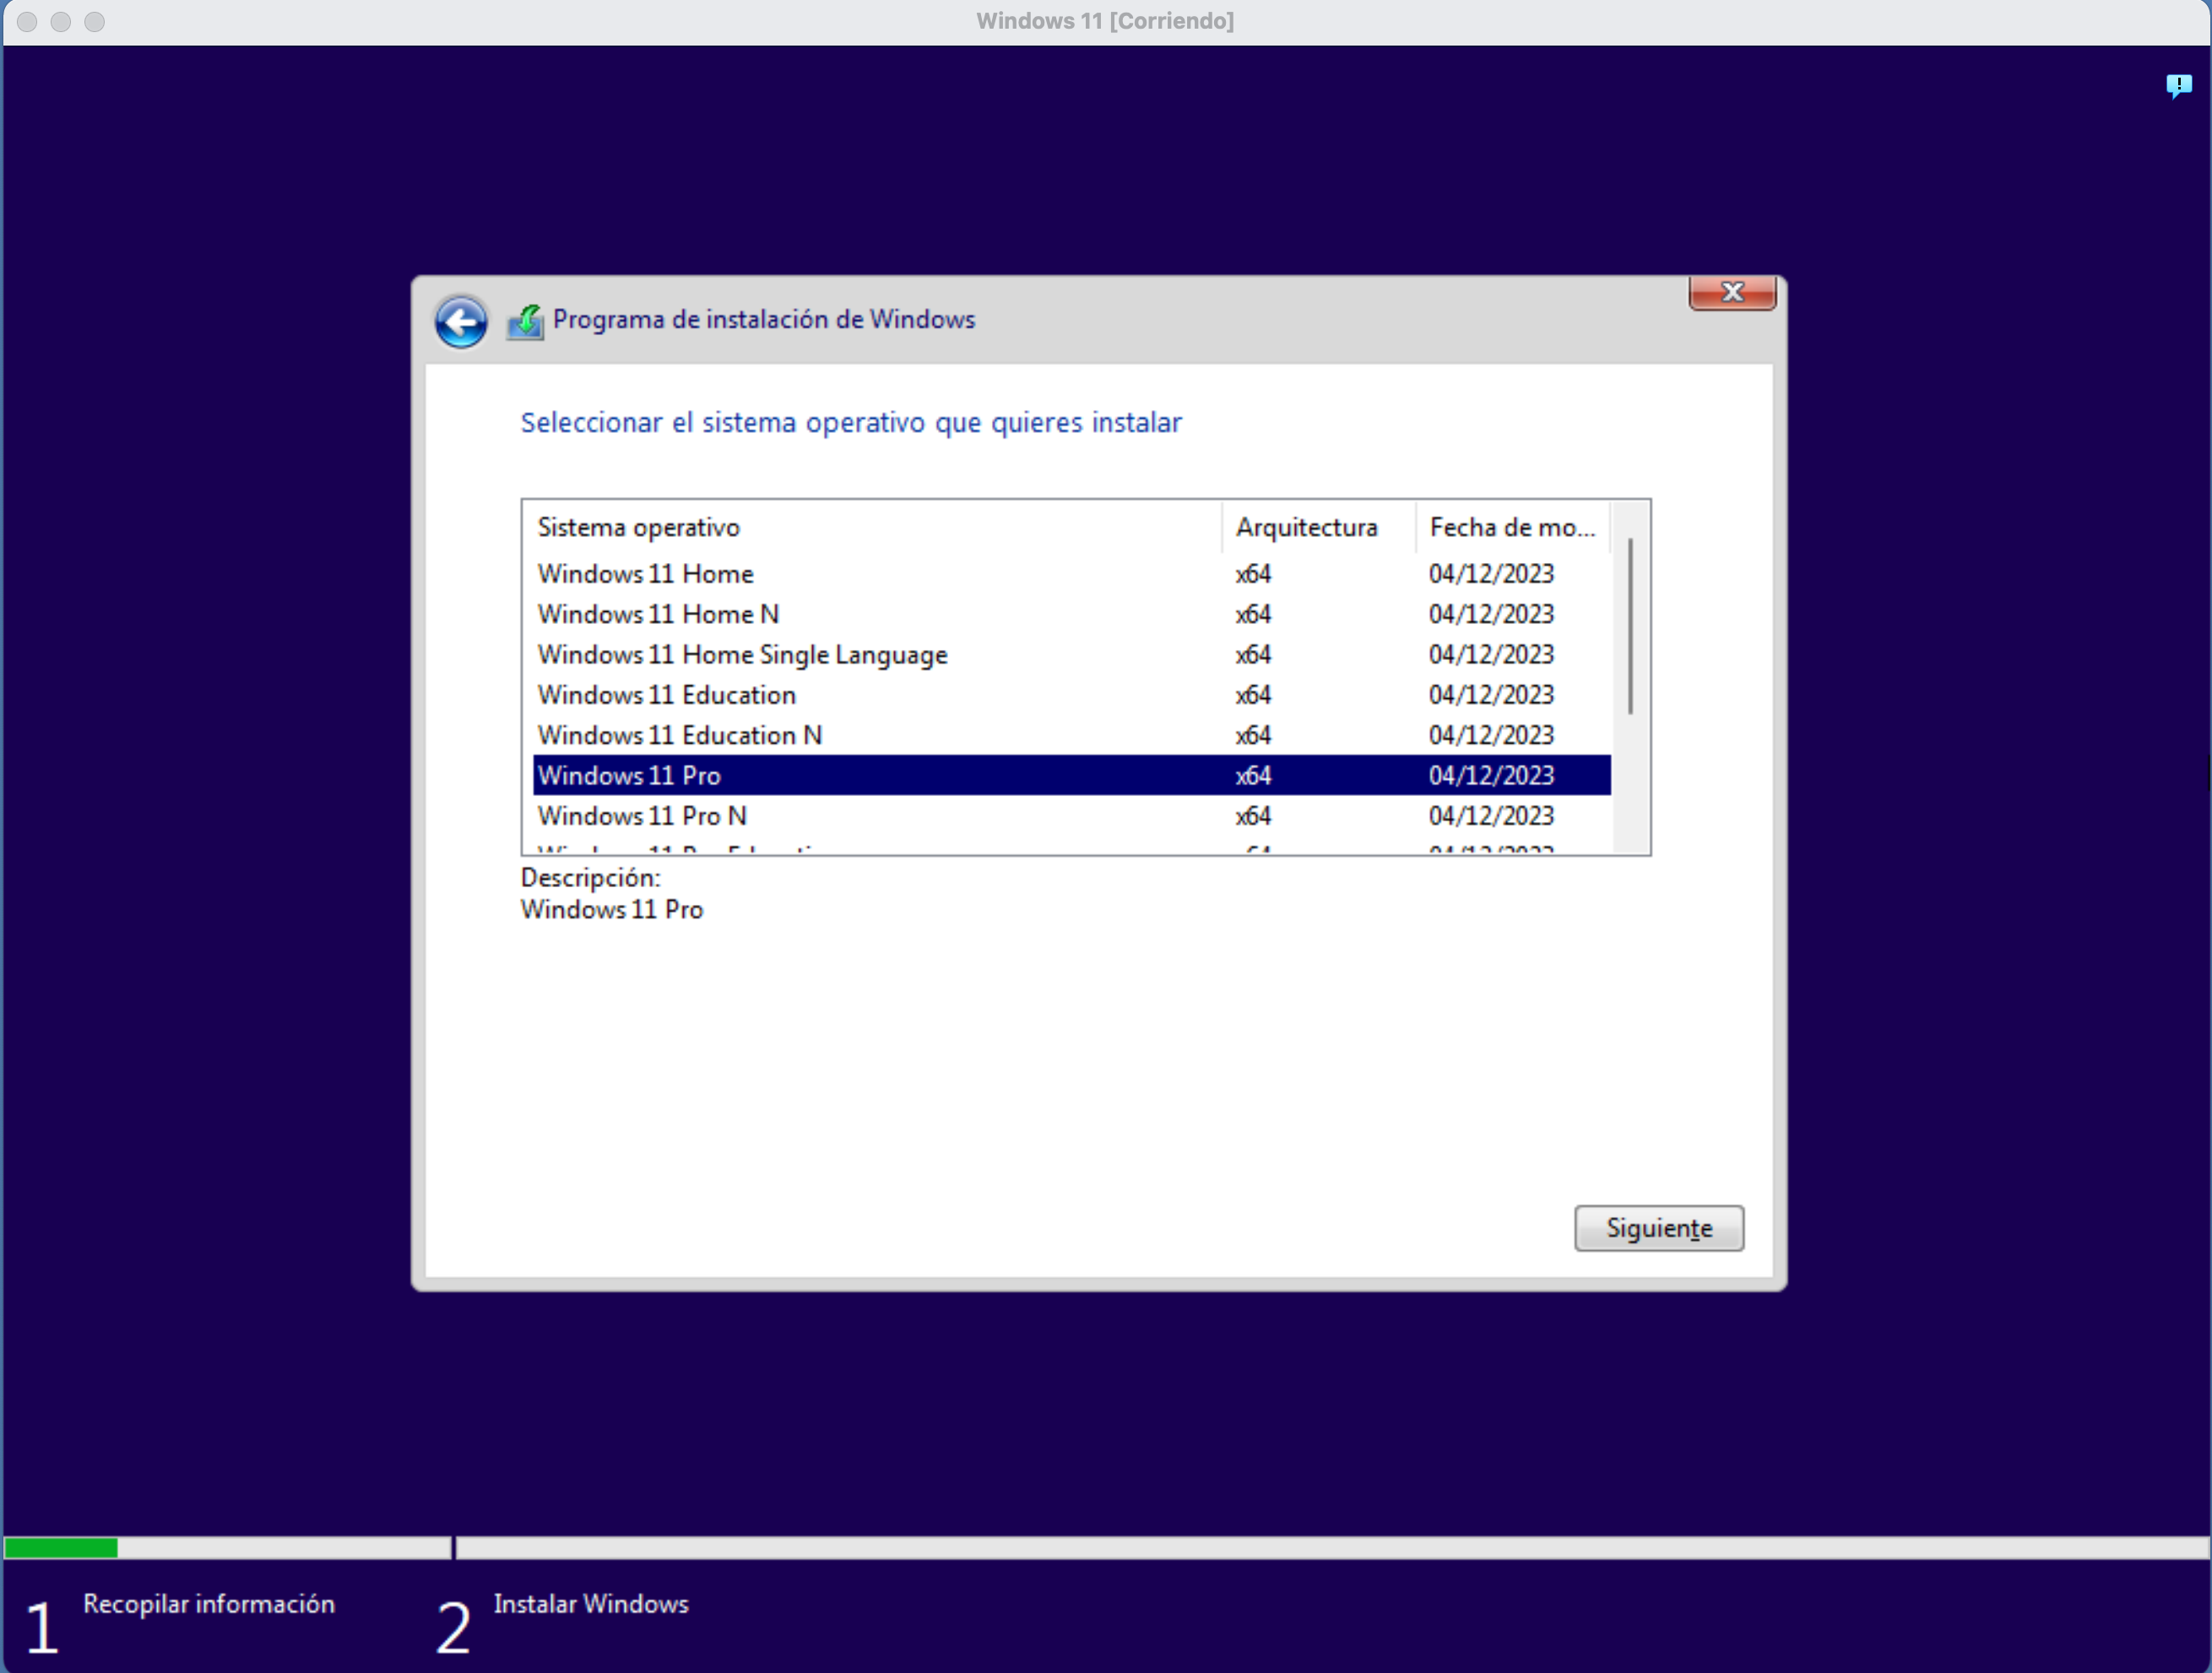 Windows 11 [Corriendo]
Programa de instalación de Windows
Seleccionar el sistema operativo que quieres instalar
Sistema operativo Arquitectura Fecha de mo...
Windows 11 Home x64 04/12/2023
Windows 11 Home N x64 04/12/2023
Windows 11 Home Single Language x64 04/12/2023
Windows 11 Education x64 04/12/2023
Windows 11 Education N x64 04/12/2023
Windows 11 Pro x64 04/12/2023
Windows 11 Pro N x64 04/12/2023
Descripción:
Windows 11 Pro
Siguiente
1 Recopilar información 2 Instalar Windows